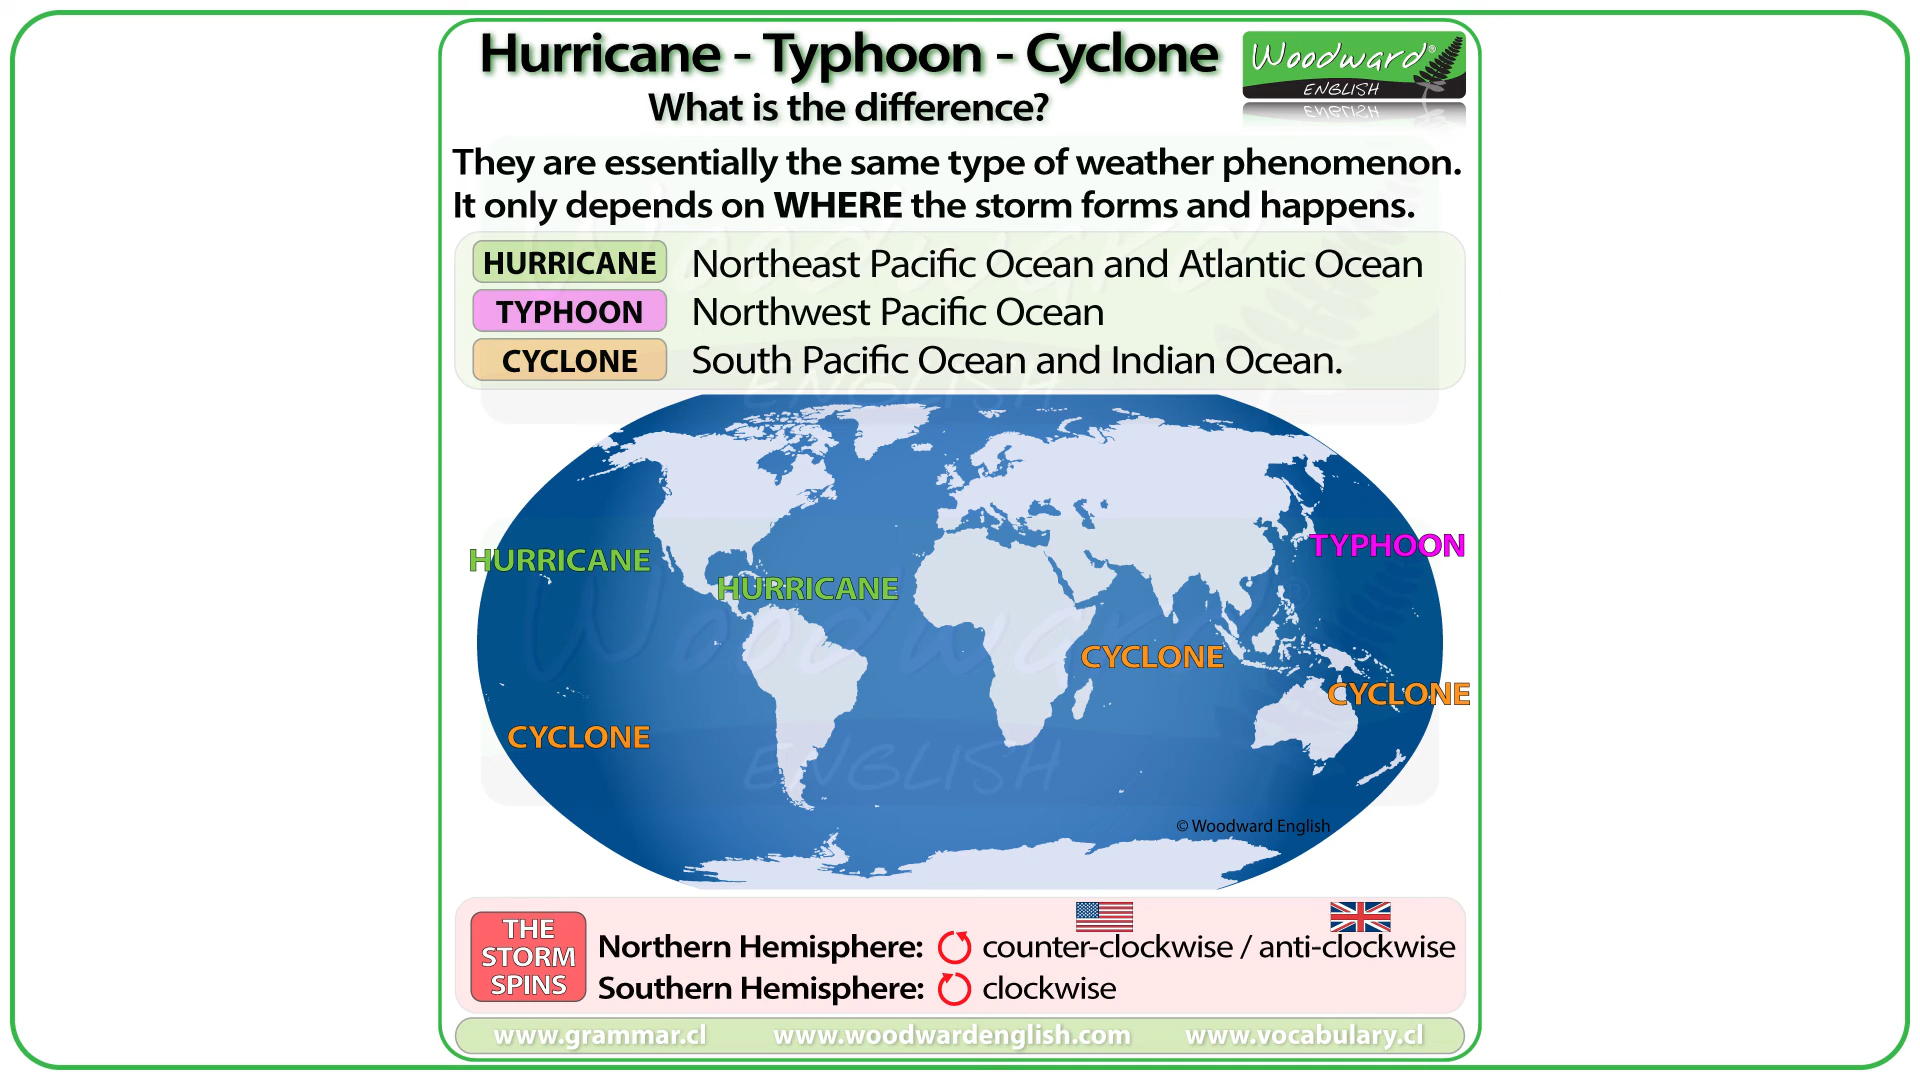 Hurricane - Typhoon - Cyclone
What is the difference?
Woodward®
ENGLISH
They are essentially the same type of weather phenomenon.
It only depends on WHERE the storm forms and happens.
HURRICANE Northeast Pacific Ocean and Atlantic Ocean
TYPHOON Northwest Pacific Ocean
CYCLONE South Pacific Ocean and Indian Ocean.
TYPHOON
HURRICANE
HURRICANE
CYCLONE
CYCLONE
CYCLONE
Woodward®
ENGLISH
© Woodward English
THE
STORM
SPINS
Northern Hemisphere: counter-clockwise / anti-clockwise
Southern Hemisphere: clockwise
www.grammar.cl www.woodwardenglish.com www.vocabulary.cl